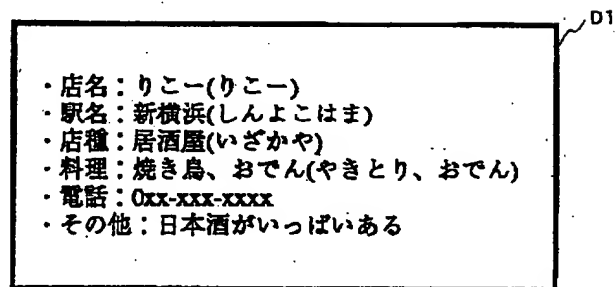 D1
・店名：りこー(りこー)
・駅名：新横浜(しんよこはま)
・店種：居酒屋(いざかや)
・料理：焼き鳥、おでん(やきとり、おでん)
・電話：0xx-xxx-xxxx
・その他：日本酒がいっぱいある